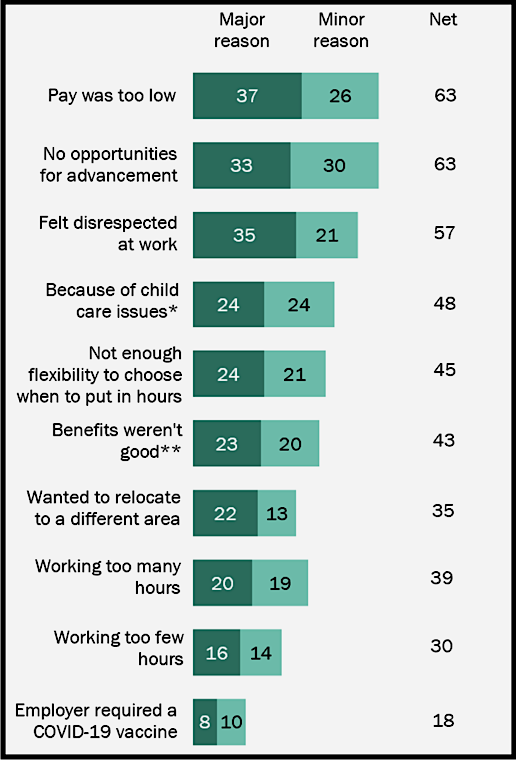 Major Minor Net
reason reason
Pay was too low 37 26 63
No opportunities
for advancement 33 30 63
Felt disrespected
at work 35 21 57
Because of child
care issues* 24 24 48
Not enough
flexibility to choose 24 21 45
when to put in hours
Benefits weren't
good** 23 20 43
Wanted to relocate
to a different area 22 13 35
Working too many
hours 20 19 39
Working too few
hours 16 14 30
Employer required a
COVID-19 vaccine 8 10 18